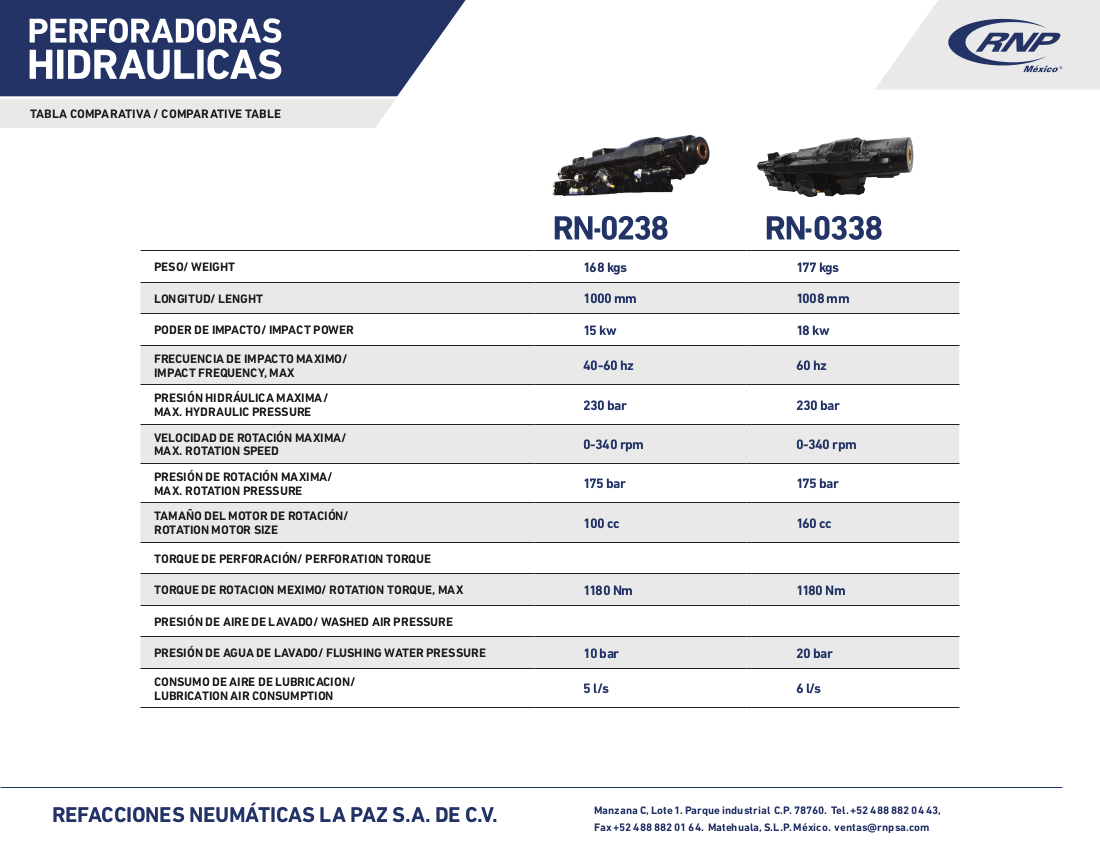 PERFORADORAS
HIDRAULICAS
RNP
México®
TABLA COMPARATIVA / COMPARATIVE TABLE
RN-0238 RN-0338
PESO/ WEIGHT 168 kgs 177 kgs
LONGITUD/ LENGHT 1000 mm 1008 mm
PODER DE IMPACTO/ IMPACT POWER 15 kw 18 kw
FRECUENCIA DE IMPACTO MAXIMO/
IMPACT FREQUENCY, MAX 40-60 hz 60 hz
PRESIÓN HIDRÁULICA MAXIMA/
MAX. HYDRAULIC PRESSURE 230 bar 230 bar
VELOCIDAD DE ROTACIÓN MAXIMA/
MAX. ROTATION SPEED 0-340 rpm 0-340 rpm
PRESIÓN DE ROTACIÓN MAXIMA/
MAX. ROTATION PRESSURE 175 bar 175 bar
TAMAÑO DEL MOTOR DE ROTACIÓN/
ROTATION MOTOR SIZE 100 cc 160 cc
TORQUE DE PERFORACIÓN/ PERFORATION TORQUE
TORQUE DE ROTACION MEXIMO/ ROTATION TORQUE, MAX 1180 Nm 1180 Nm
PRESIÓN DE AIRE DE LAVADO/ WASHED AIR PRESSURE
PRESIÓN DE AGUA DE LAVADO/ FLUSHING WATER PRESSURE 10 bar 20 bar
CONSUMO DE AIRE DE LUBRICACION/
LUBRICATION AIR CONSUMPTION 5 l/s 6 l/s
REFACCIONES NEUMÁTICAS LA PAZ S.A. DE C.V.
Manzana C, Lote 1. Parque industrial C.P. 78760. Tel. +52 488 882 04 43,
Fax +52 488 882 01 64. Matehuala, S.L.P. México. ventas@rnpsa.com